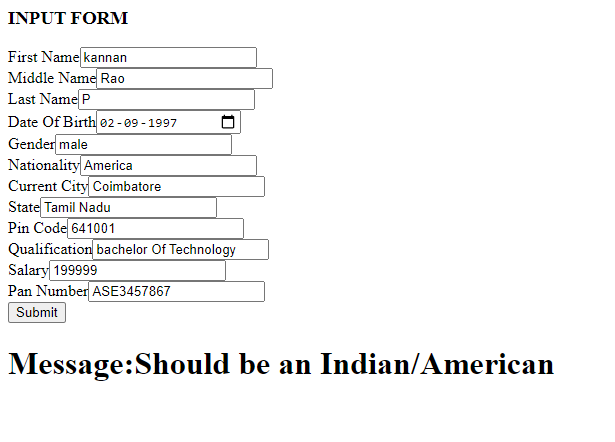 INPUT FORM
First Name kannan
Middle Name Rao
Last Name P
Date Of Birth 02-09-1997
Gender male
Nationality America
Current City Coimbatore
State Tamil Nadu
Pin Code 641001
Qualification bachelor Of Technology
Salary 199999
Pan Number ASE3457867
Submit
Message:Should be an Indian/American